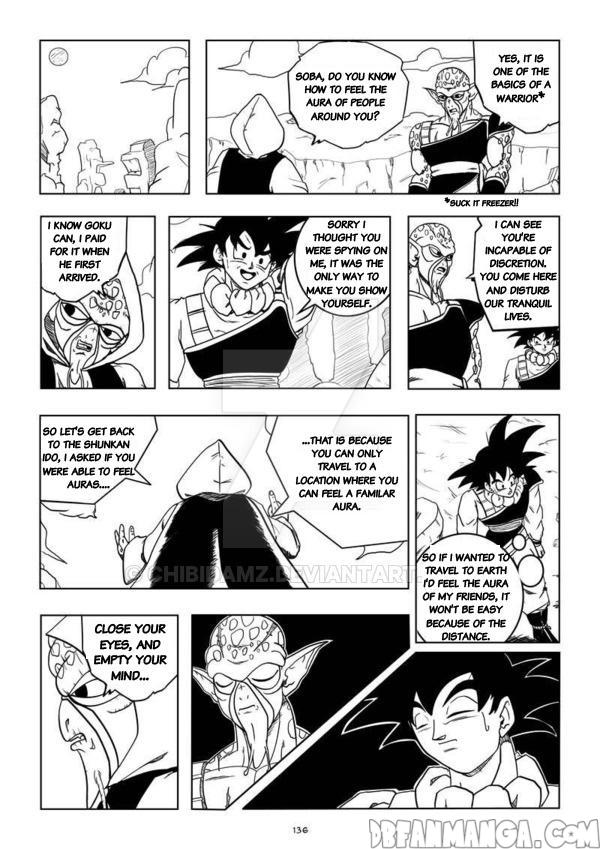 SOBA, DO YOU KNOW
HOW TO FEEL THE
AURA OF PEOPLE
AROUND YOU?
YES, IT IS
ONE OF THE
BASICS OF A
WARRIOR*
*SUCK IT FREEZER!!
I KNOW GOKU
CAN, I PAID
FOR IT WHEN
HE FIRST
ARRIVED.
SORRY I
THOUGHT YOU
WERE SPYING ON
ME, IT WAS THE
ONLY WAY TO
MAKE YOU SHOW
YOURSELF.
I CAN SEE
YOU'RE
INCAPABLE OF
DISCRETION.
YOU COME HERE
AND DISTURB
OUR TRANQUIL
LIVES.
SO LET'S GET BACK
TO THE SHUNKAN
IDO, I ASKED IF YOU
WERE ABLE TO FEEL
AURAS....
...THAT IS BECAUSE
YOU CAN ONLY
TRAVEL TO A
LOCATION WHERE YOU
CAN FEEL A FAMILAR
AURA.
SO IF I WANTED TO
TRAVEL TO EARTH
I'D FEEL THE AURA
OF MY FRIENDS, IT
WON'T BE EASY
BECAUSE OF THE
DISTANCE.
© CHIBIDAMZ.DEVIANTART.
CLOSE YOUR
EYES, AND
EMPTY YOUR
MIND...
136
DBFANMANGA.COM